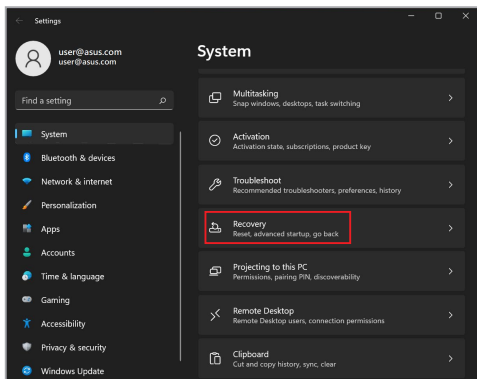 Settings
user@asus.com
user@asus.com
Find a setting
System
Bluetooth & devices
Network & internet
Personalization
Apps
Accounts
Time & language
Gaming
Accessibility
Privacy & security
Windows Update
System
Multitasking
Snap windows, desktops, task switching
Activation
Activation state, subscriptions, product key
Troubleshoot
Recommended troubleshooters, preferences, history
Recovery
Reset, advanced startup, go back
Projecting to this PC
Permissions, pairing PIN, discoverability
Remote Desktop
Remote Desktop users, connection permissions
Clipboard
Cut and copy history, sync, clear